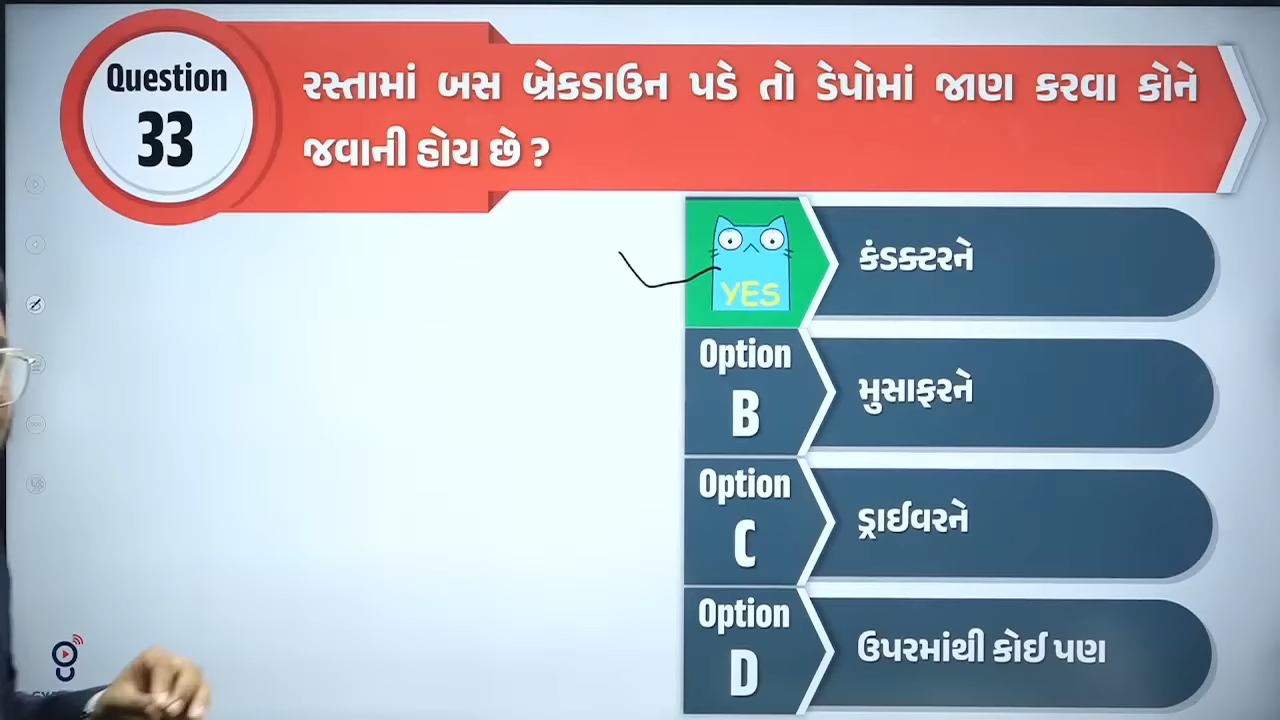 Question
33
રસ્તામાં બસ બ્રેકડાઉન પડે તો ડેપોમાં જાણ કરવા કોને
જવાની હોય છે ?
YES
કંડક્ટરને
Option
B
મુસાફરને
Option
C
ડ્રાઈવરને
Option
D
ઉપરમાંથી કોઈ પણ